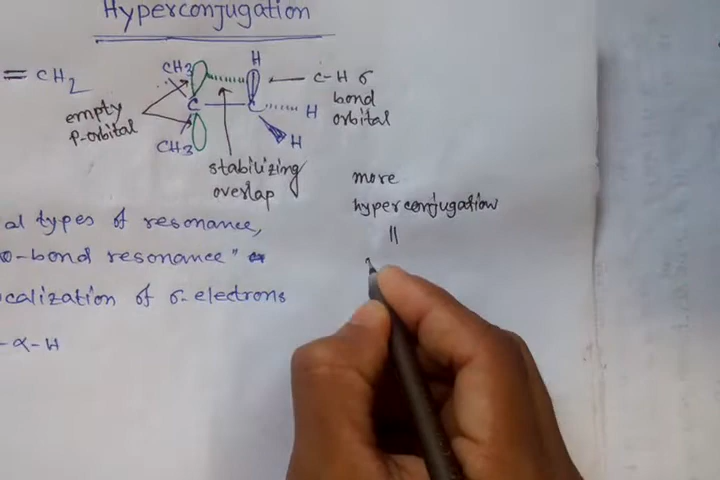 Hyperconjugation
= CH2
CH3
H
C-H σ
bond
orbital
empty
p-orbital
C
C
H
H
CH3
stabilizing
overlap
more
hyperconjugation
||
al types of resonance,
o-bond resonance"
calization of σ-electrons
-α-H